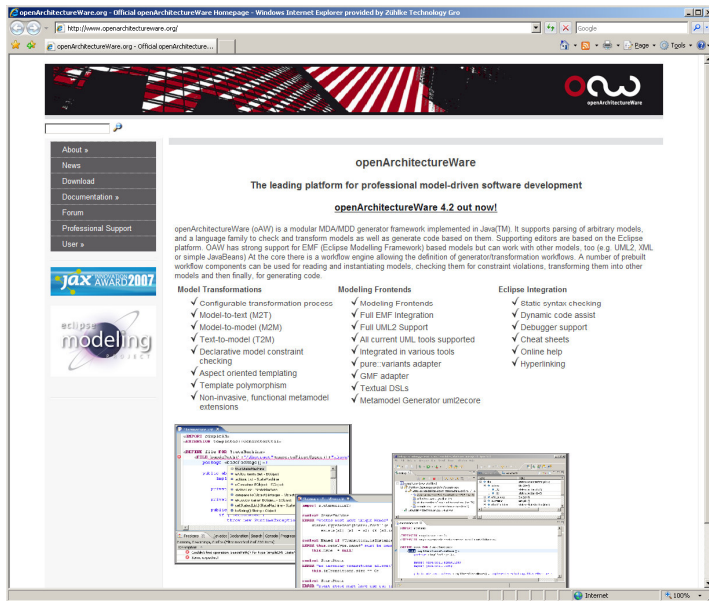 openArchitectureWare.org - Official openArchitectureWare Homepage - Windows Internet Explorer provided by Zühlke Technology Gro
http://www.openarchitectureware.org/
Google
openArchitectureWare.org - Official openArchitecture...
Page
Tools
oaw
openArchitectureWare
About »
News
Download
Documentation »
Forum
Professional Support
User »
jax INNOVATION AWARD 2007
eclipse
modeling
PROJECT
openArchitectureWare
The leading platform for professional model-driven software development
openArchitectureWare 4.2 out now!
openArchitectureWare (oAW) is a modular MDA/MDD generator framework implemented in Java(TM). It supports parsing of arbitrary models,
and a language family to check and transform models as well as generate code based on them. Supporting editors are based on the Eclipse
platform. OAW has strong support for EMF (Eclipse Modelling Framework) based models but can work with other models, too (e.g. UML2, XML
or simple JavaBeans) At the core there is a workflow engine allowing the definition of generator/transformation workflows. A number of prebuilt
workflow components can be used for reading and instantiating models, checking them for constraint violations, transforming them into other
models and then finally, for generating code.
Model Transformations
Configurable transformation process
Model-to-text (M2T)
Model-to-model (M2M)
Text-to-model (T2M)
Declarative model constraint
checking
Aspect oriented templating
Template polymorphism
Non-invasive, functional metamodel
extensions
Modeling Frontends
Modeling Frontends
Full EMF Integration
Full UML2 Support
All current UML tools supported
Integrated in various tools
pure::variants adapter
GMF adapter
Textual DSLs
Metamodel Generator uml2ecore
Eclipse Integration
Static syntax checking
Dynamic code assist
Debugger support
Cheat sheets
Online help
Hyperlinking
Internet
100%